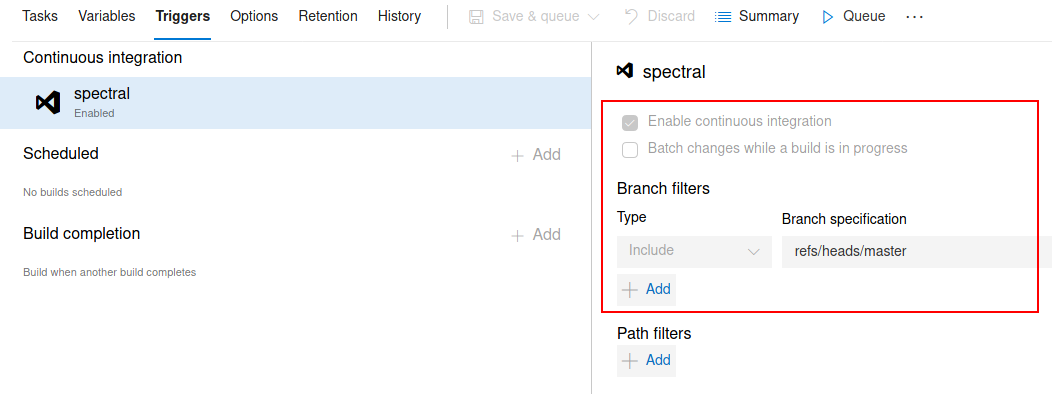 Tasks Variables Triggers Options Retention History Save & queue Discard Summary Queue ...
Continuous integration
spectral
Enabled
Scheduled + Add
No builds scheduled
Build completion + Add
Build when another build completes
spectral
Enable continuous integration
Batch changes while a build is in progress
Branch filters
Type Branch specification
Include refs/heads/master
+ Add
Path filters
+ Add